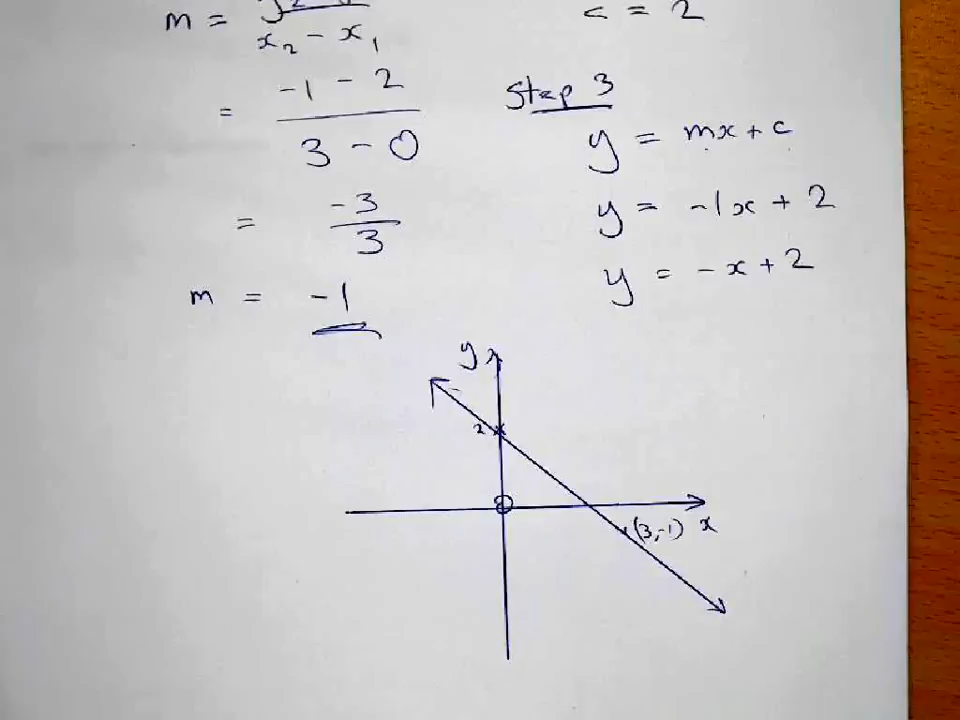 m =
x₂ - x₁
= -1 - 2 / 3 - 0
= -3 / 3
m = -1
c = 2
Step 3
y = mx + c
y = -1x + 2
y = -x + 2
y
2
(3,-1) x